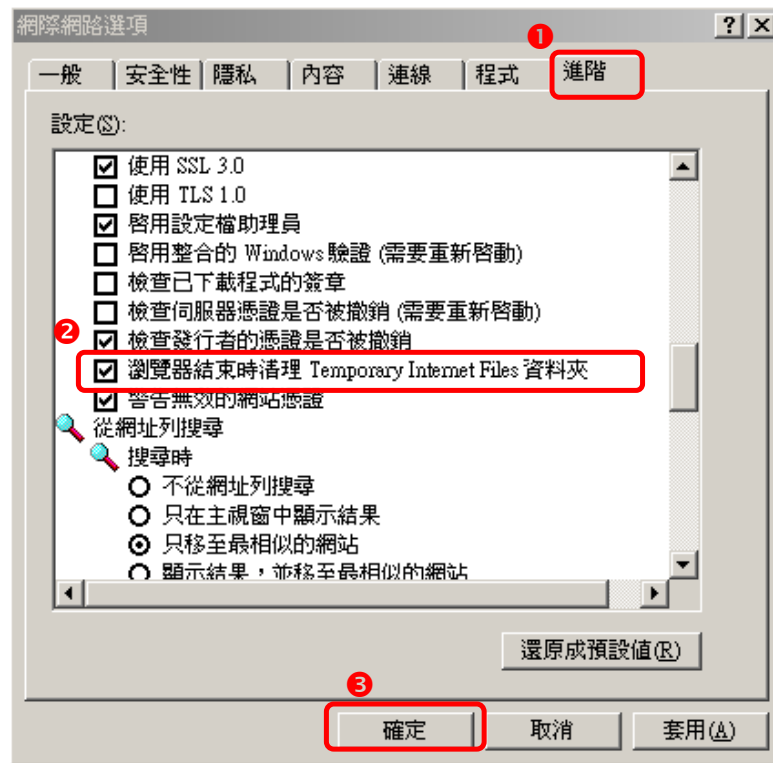 網際網路選項
? ×
❶
一般 安全性 隱私 內容 連線 程式 進階
設定(S):
使用 SSL 3.0
使用 TLS 1.0
啓用設定檔助理員
啓用整合的 Windows 驗證 (需要重新啓動)
檢查已下載程式的簽章
檢查伺服器憑證是否被撤銷 (需要重新啓動)
❷
檢查發行者的憑證是否被撤銷
瀏覽器結束時清理 Temporary Internet Files 資料夾
警告無效的網站憑證
從網址列搜尋
搜尋時
不從網址列搜尋
只在主視窗中顯示結果
只移至最相似的網站
顯示結果，並移至最相似的網站
還原成預設值(R)
❸
確定 取消 套用(A)